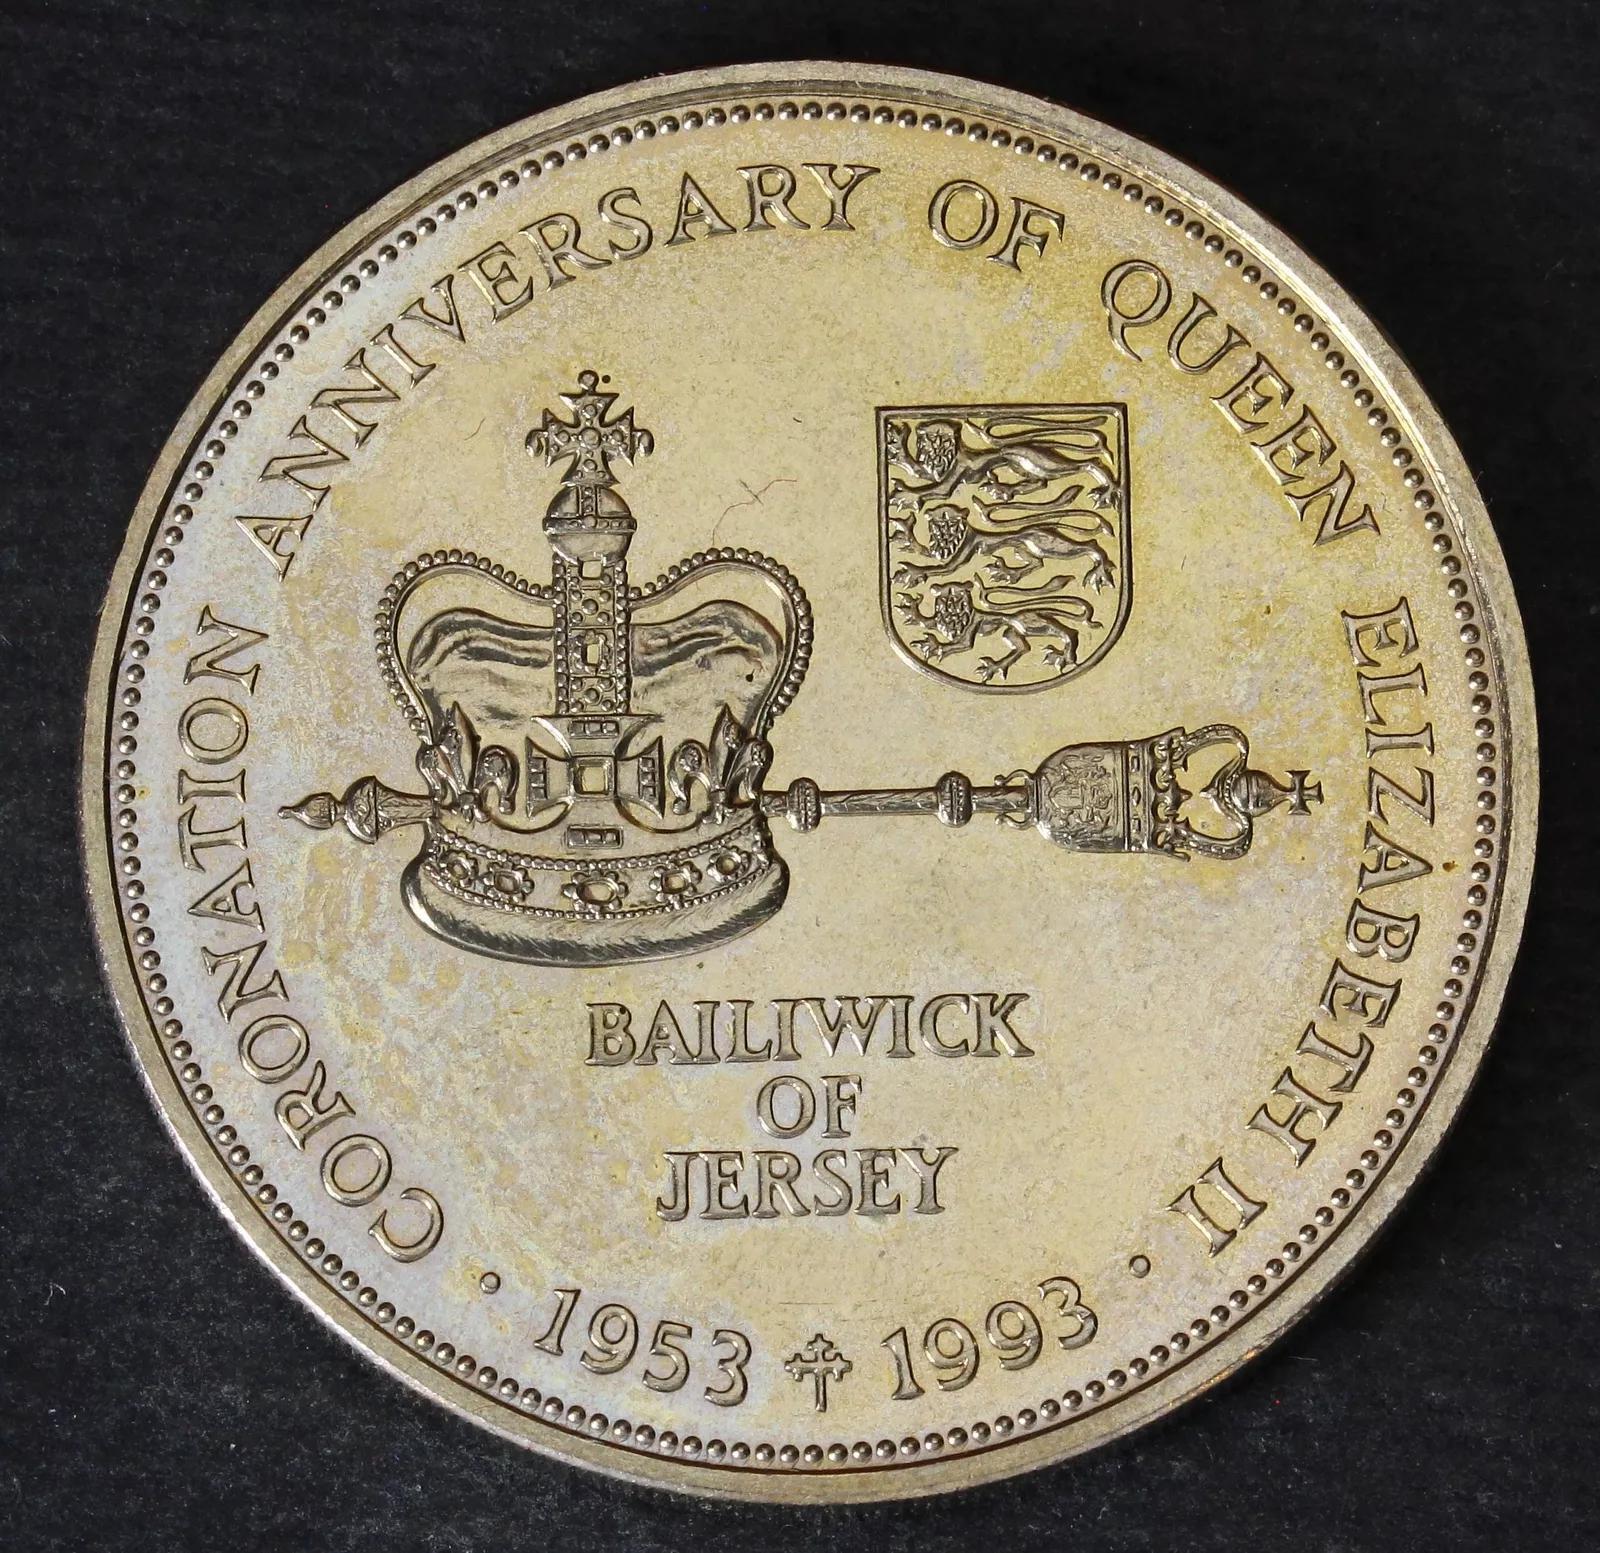 CORONATION ANNIVERSARY OF QUEEN ELIZABETH II
BAILIWICK
OF
JERSEY
· 1953 1993 ·